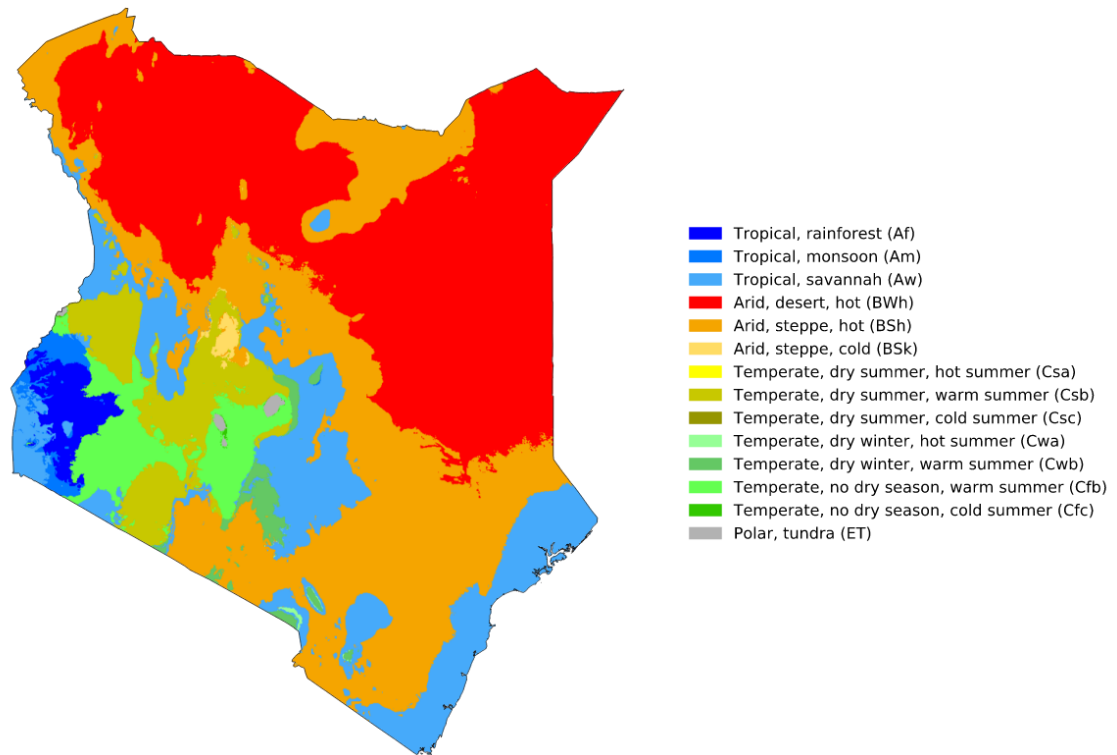 Tropical, rainforest (Af)
Tropical, monsoon (Am)
Tropical, savannah (Aw)
Arid, desert, hot (BWh)
Arid, steppe, hot (BSh)
Arid, steppe, cold (BSk)
Temperate, dry summer, hot summer (Csa)
Temperate, dry summer, warm summer (Csb)
Temperate, dry summer, cold summer (Csc)
Temperate, dry winter, hot summer (Cwa)
Temperate, dry winter, warm summer (Cwb)
Temperate, no dry season, warm summer (Cfb)
Temperate, no dry season, cold summer (Cfc)
Polar, tundra (ET)